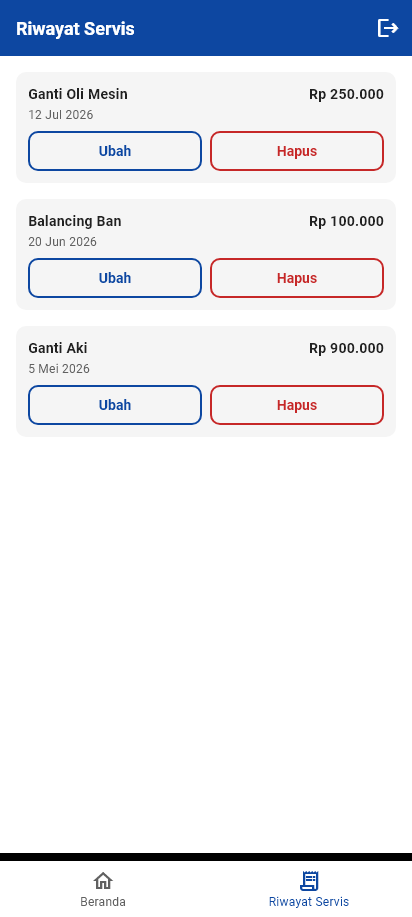 Riwayat Servis
Ganti Oli Mesin Rp 250.000
12 Jul 2026
Ubah Hapus
Balancing Ban Rp 100.000
20 Jun 2026
Ubah Hapus
Ganti Aki Rp 900.000
5 Mei 2026
Ubah Hapus
Beranda Riwayat Servis